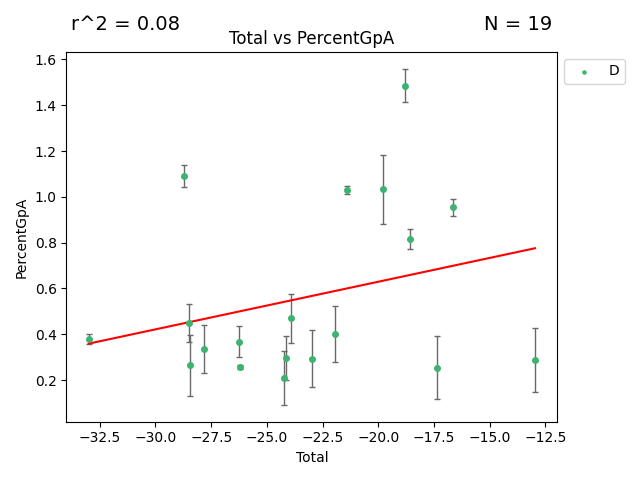 r^2 = 0.08
N = 19
Total vs PercentGpA
D
PercentGpA
1.6
1.4
1.2
1.0
0.8
0.6
0.4
0.2
−32.5 −30.0 −27.5 −25.0 −22.5 −20.0 −17.5 −15.0 −12.5
Total